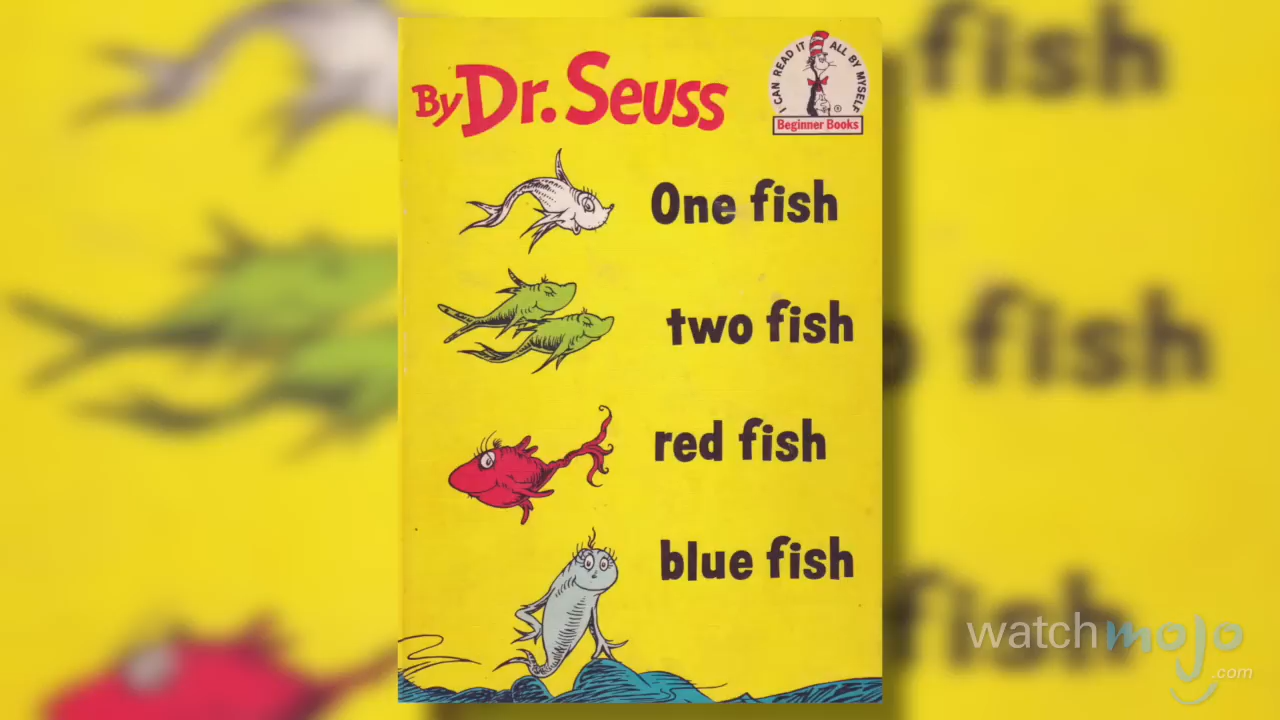 By Dr. Seuss
I CAN READ IT ALL BY MYSELF
Beginner Books
One fish
two fish
red fish
blue fish
watchmojo
.com